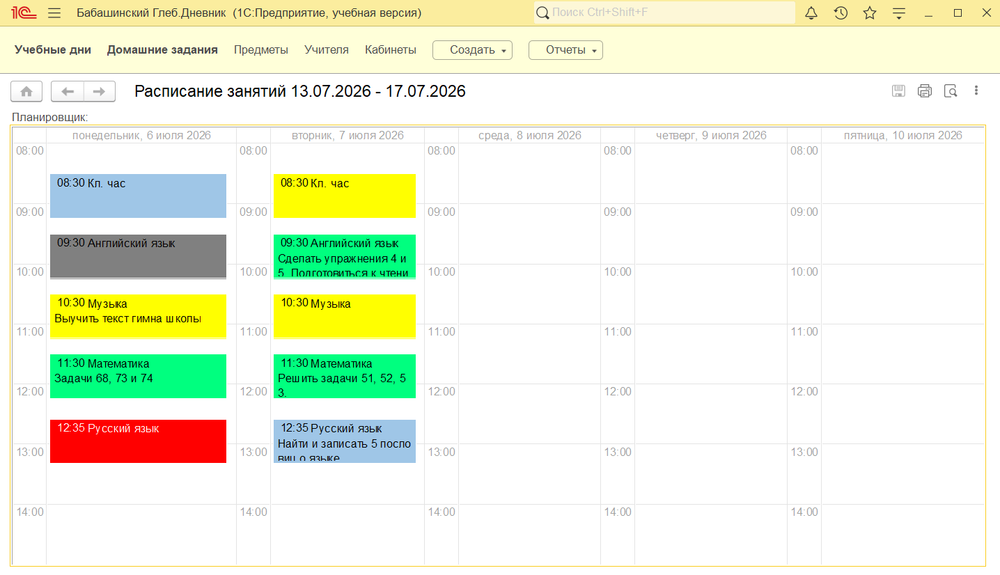 1С Бабашинский Глеб.Дневник (1С:Предприятие, учебная версия) Поиск Ctrl+Shift+F
Учебные дни Домашние задания Предметы Учителя Кабинеты Создать Отчеты
Расписание занятий 13.07.2026 - 17.07.2026
Планировщик:
понедельник, 6 июля 2026 вторник, 7 июля 2026 среда, 8 июля 2026 четверг, 9 июля 2026 пятница, 10 июля 2026
08:00 08:00 08:00 08:00 08:00
08:30 Кл. час 08:30 Кл. час
09:00 09:00 09:00 09:00 09:00
09:30 Английский язык 09:30 Английский язык
Сделать упражнения 4 и
10:00 10:00 5. Подготовиться к чтени 10:00 10:00 10:00
10:30 Музыка 10:30 Музыка
Выучить текст гимна школы
11:00 11:00 11:00 11:00 11:00
11:30 Математика 11:30 Математика
Задачи 68, 73 и 74 Решить задачи 51, 52, 5
12:00 12:00 3. 12:00 12:00 12:00
12:35 Русский язык 12:35 Русский язык
Найти и записать 5 посло
13:00 13:00 виц о языке 13:00 13:00 13:00
14:00 14:00 14:00 14:00 14:00